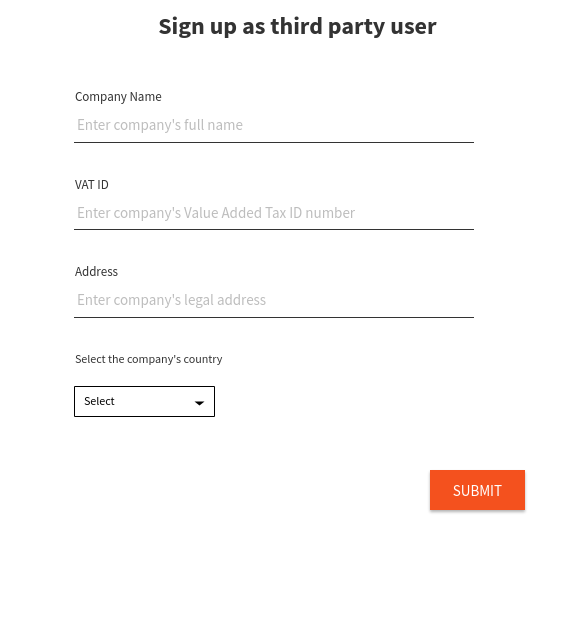 Sign up as third party user
Company Name
Enter company's full name
VAT ID
Enter company's Value Added Tax ID number
Address
Enter company's legal address
Select the company's country
Select
SUBMIT